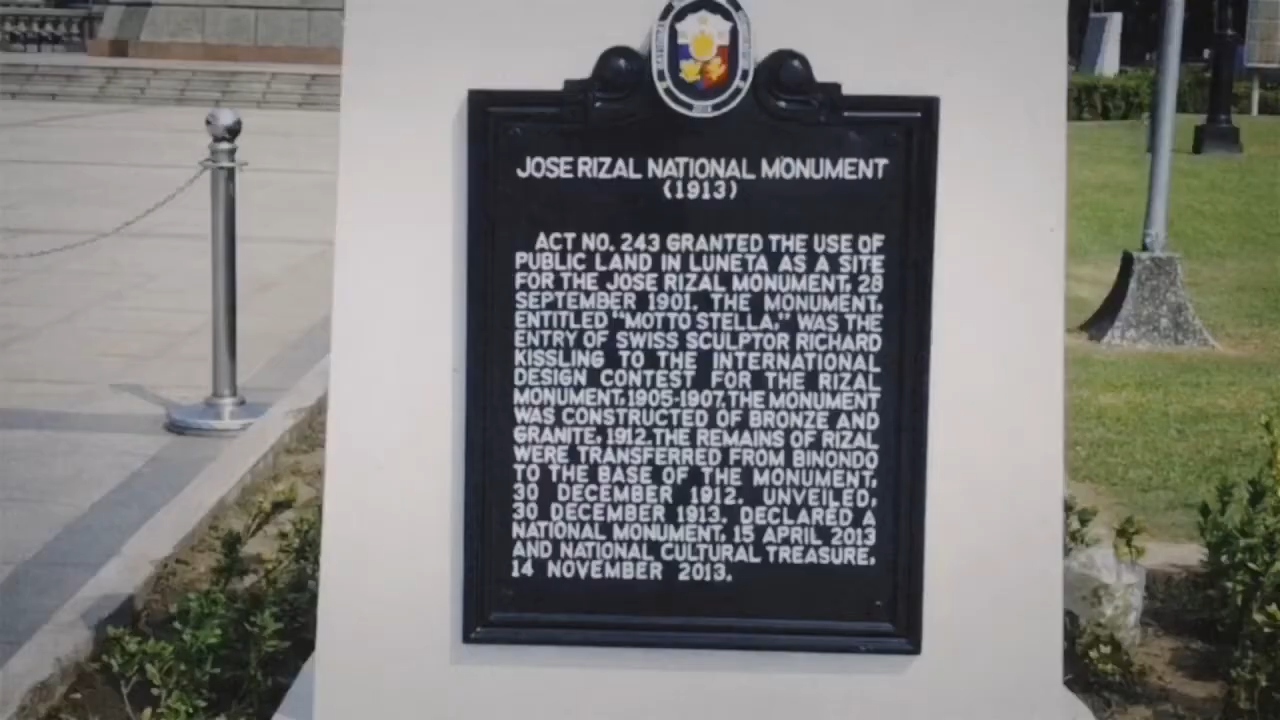 JOSE RIZAL NATIONAL MONUMENT
(1913)
ACT NO. 243 GRANTED THE USE OF
PUBLIC LAND IN LUNETA AS A SITE
FOR THE JOSE RIZAL MONUMENT, 28
SEPTEMBER 1901. THE MONUMENT,
ENTITLED "MOTTO STELLA," WAS THE
ENTRY OF SWISS SCULPTOR RICHARD
KISSLING TO THE INTERNATIONAL
DESIGN CONTEST FOR THE RIZAL
MONUMENT, 1905-1907. THE MONUMENT
WAS CONSTRUCTED OF BRONZE AND
GRANITE, 1912. THE REMAINS OF RIZAL
WERE TRANSFERRED FROM BINONDO
TO THE BASE OF THE MONUMENT,
30 DECEMBER 1912. UNVEILED,
30 DECEMBER 1913. DECLARED A
NATIONAL MONUMENT, 15 APRIL 2013
AND NATIONAL CULTURAL TREASURE,
14 NOVEMBER 2013.